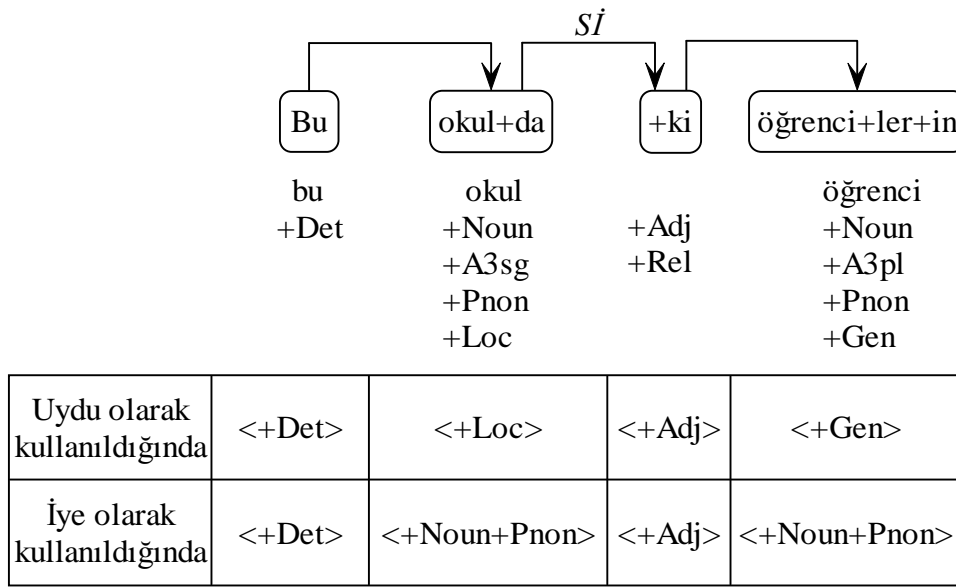 Sİ
Bu okul+da +ki öğrenci+ler+in
bu okul öğrenci
+Det +Noun +Adj +Noun
+A3sg +Rel +A3pl
+Pnon +Pnon
+Loc +Gen
Uydu olarak kullanıldığında <+Det> <+Loc> <+Adj> <+Gen>
İye olarak kullanıldığında <+Det> <+Noun+Pnon> <+Adj> <+Noun+Pnon>